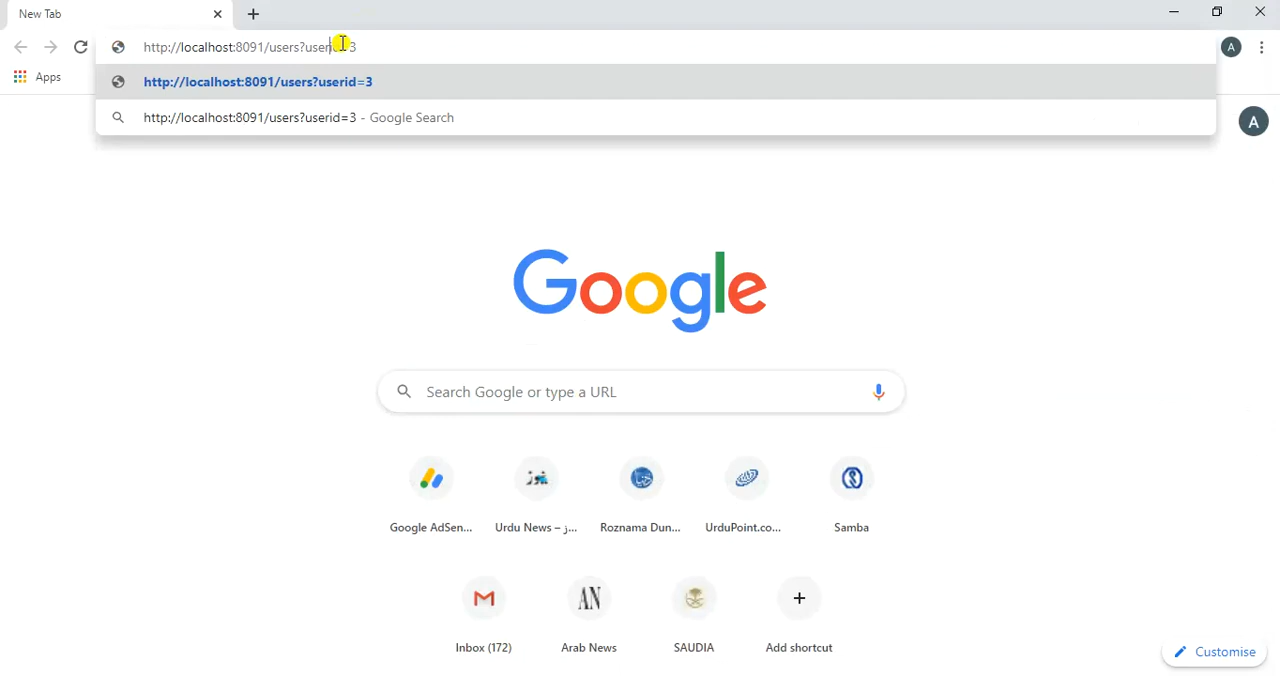 New Tab
http://localhost:8091/users?userid=3
Apps
http://localhost:8091/users?userid=3
http://localhost:8091/users?userid=3 - Google Search
A
A
Google
Search Google or type a URL
Google AdSen...
Urdu News – ز...
Roznama Dun...
UrduPoint.co...
Samba
AN
Inbox (172)
Arab News
SAUDIA
Add shortcut
Customise